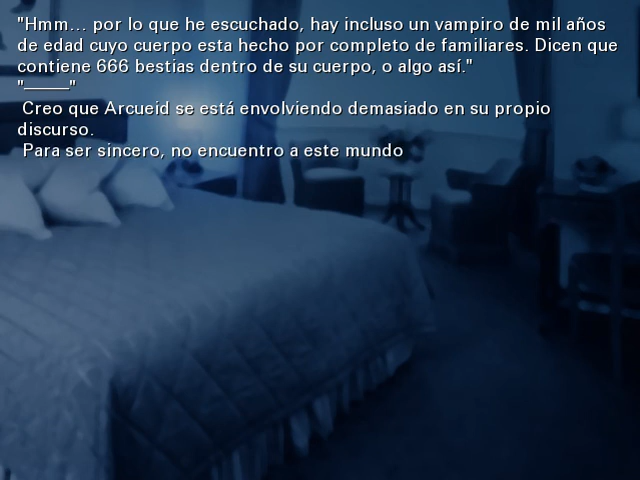 "Hmm... por lo que he escuchado, hay incluso un vampiro de mil años
de edad cuyo cuerpo esta hecho por completo de familiares. Dicen que
contiene 666 bestias dentro de su cuerpo, o algo así."
"———"
Creo que Arcueid se está envolviendo demasiado en su propio
discurso.
Para ser sincero, no encuentro a este mundo